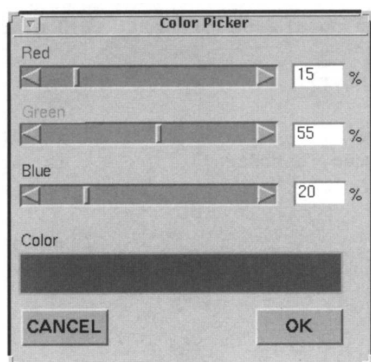 Color Picker
Red
15 %
Green
55 %
Blue
20 %
Color
CANCEL OK